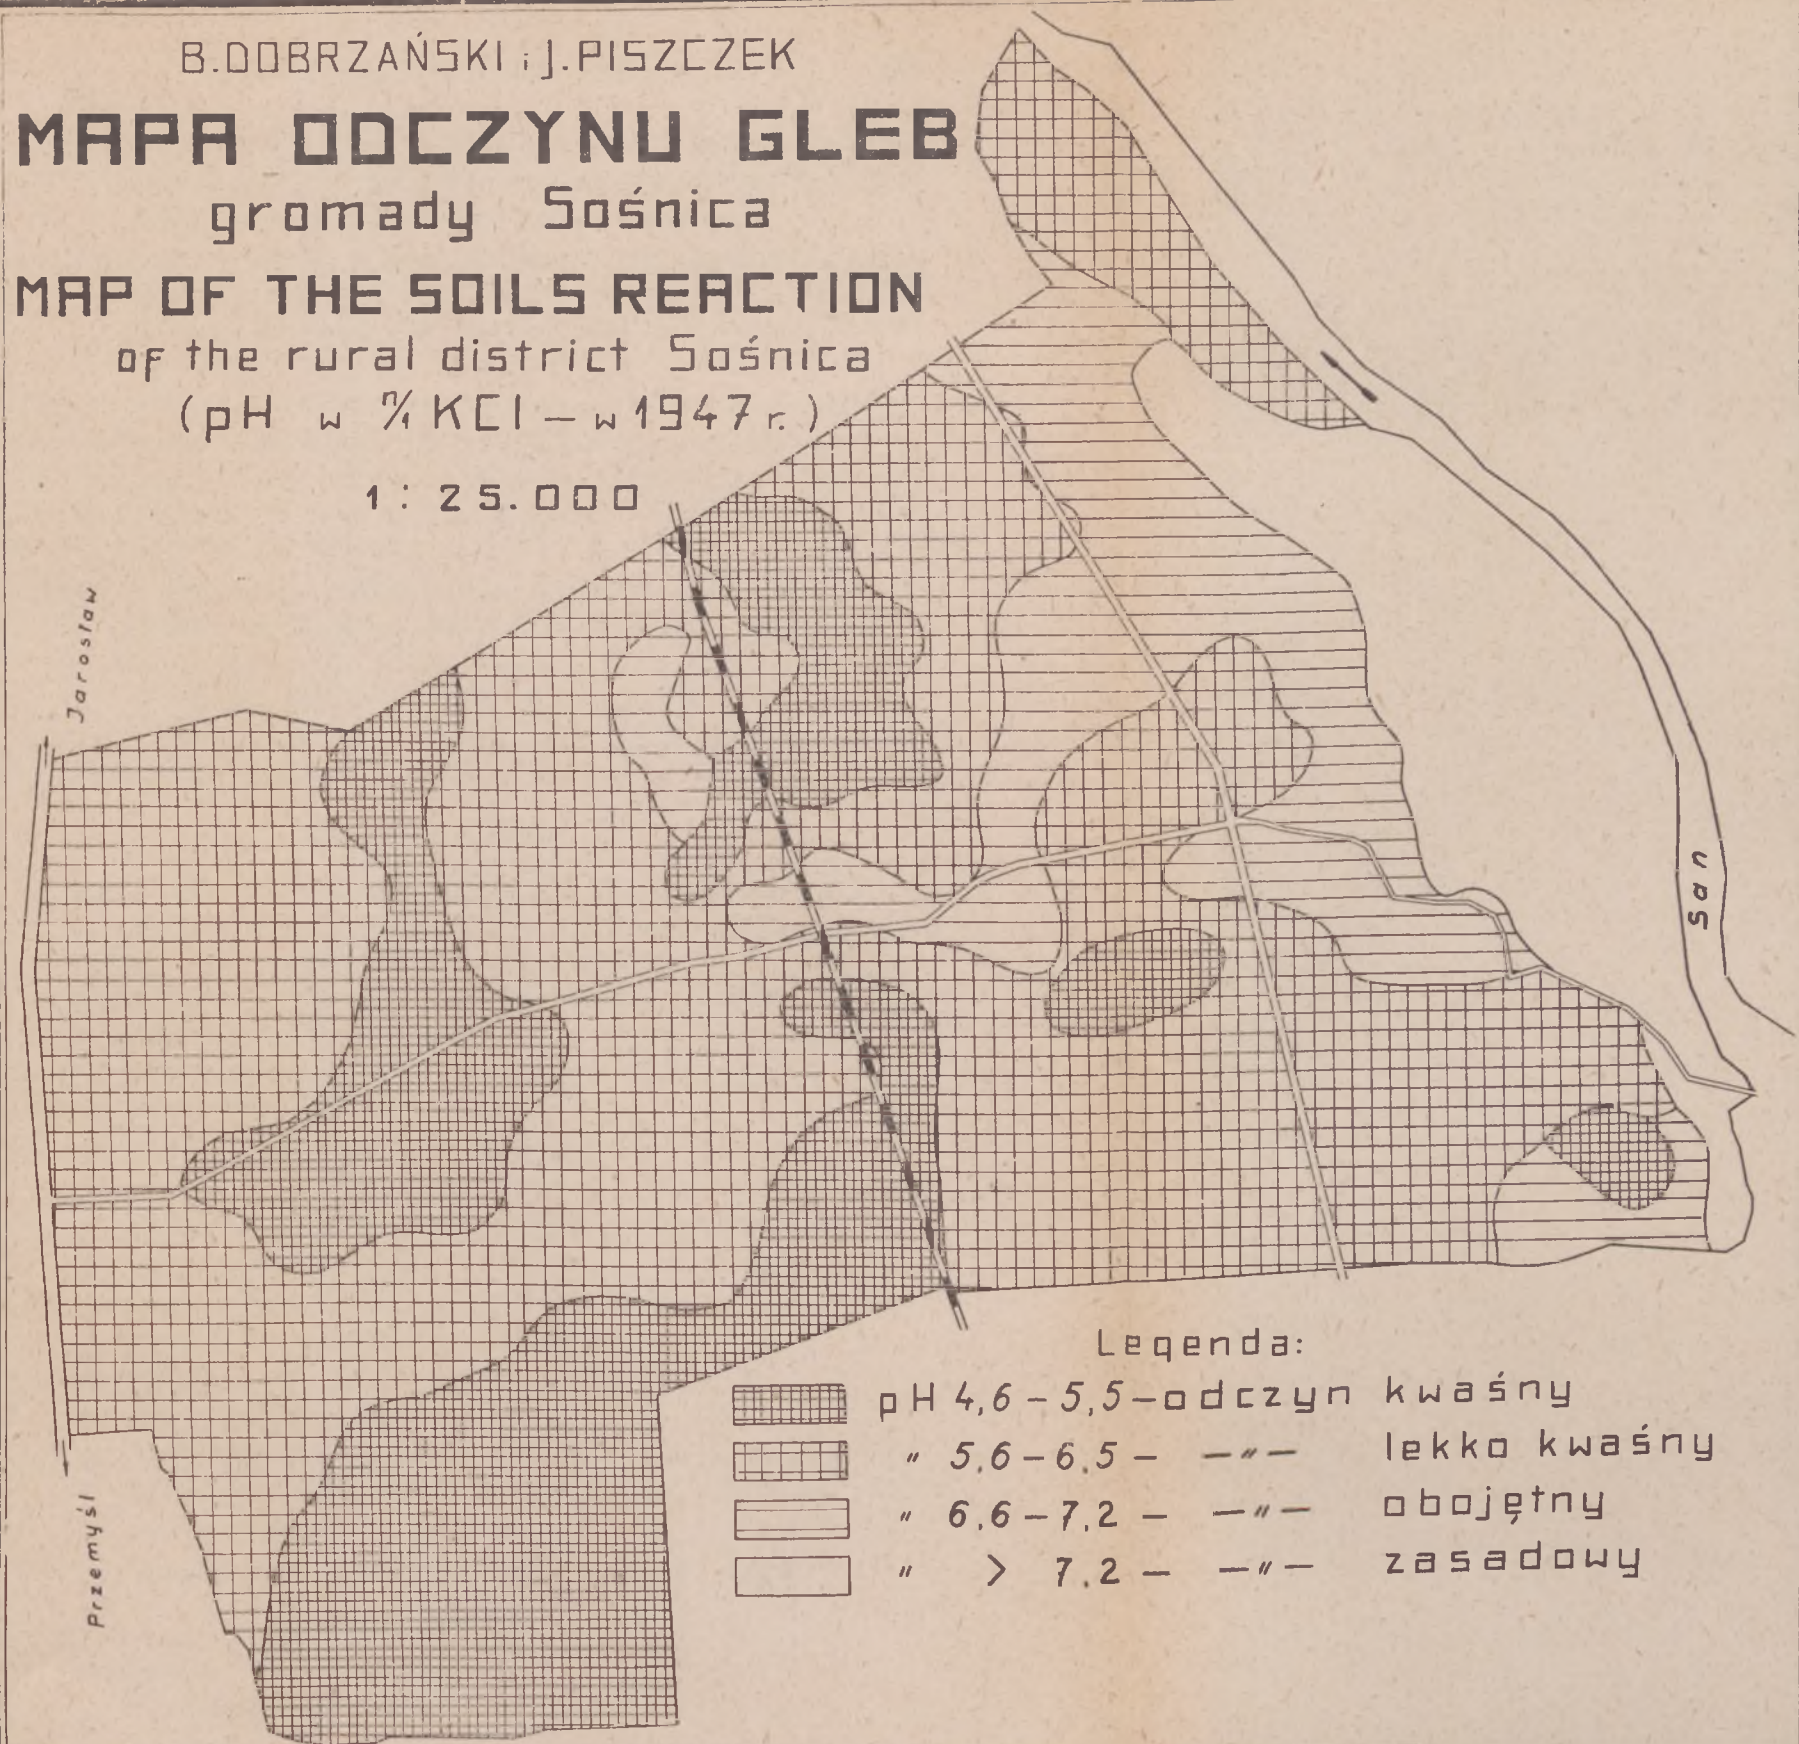 B.DOBRZAŃSKI i J.PISZCZEK
MAPA ODCZYNU GLEB
gromady Sośnica
MAP OF THE SOILS REACTION
of the rural district Sośnica
(pH w n/1 KCl – w 1947 r.)
1 : 25.000
Jarosław
San
Przemyśl
Legenda:
pH 4,6 – 5,5 – odczyn kwaśny
„ 5,6 – 6,5 – – „ – lekko kwaśny
„ 6,6 – 7,2 – – „ – obojętny
„ > 7,2 – – „ – zasadowy